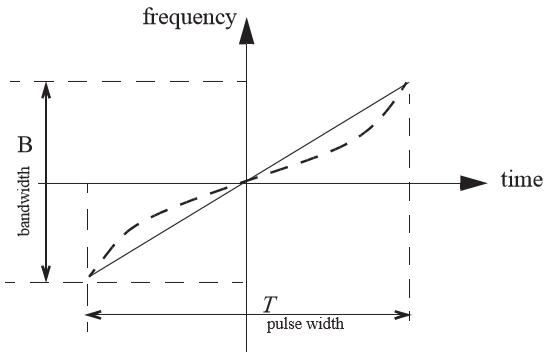 frequency
B
bandwidth
time
T
pulse width